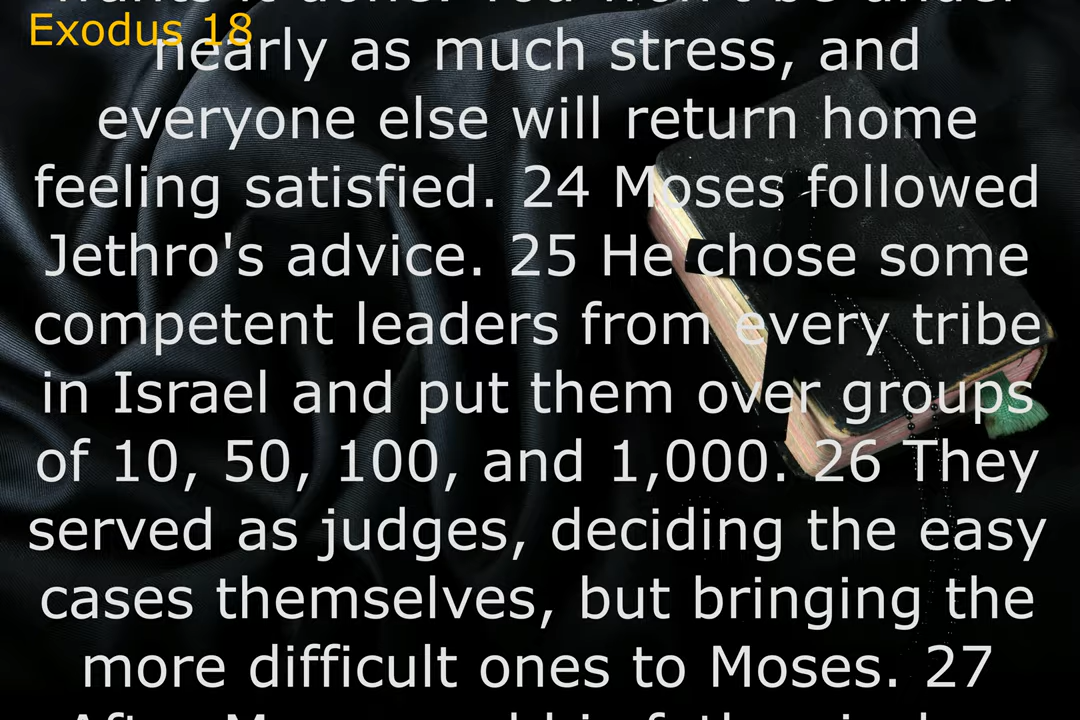 Exodus 18
nearly as much stress, and
everyone else will return home
feeling satisfied. 24 Moses followed
Jethro's advice. 25 He chose some
competent leaders from every tribe
in Israel and put them over groups
of 10, 50, 100, and 1,000. 26 They
served as judges, deciding the easy
cases themselves, but bringing the
more difficult ones to Moses. 27